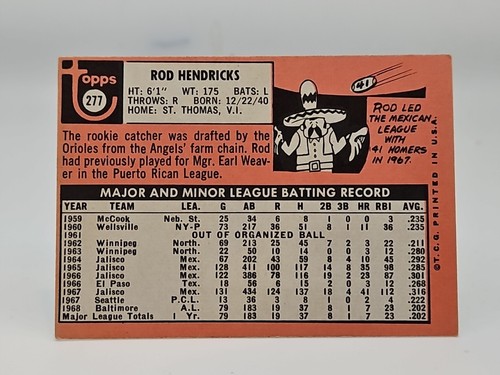 topps
277
ROD HENDRICKS
HT: 6'1" WT: 175 BATS: L
THROWS: R BORN: 12/22/40
HOME: ST. THOMAS, V.I.
41
ROD LED
THE MEXICAN
LEAGUE
WITH
41 HOMERS
IN 1967.
The rookie catcher was drafted by the
Orioles from the Angels' farm chain. Rod
had previously played for Mgr. Earl Weav-
er in the Puerto Rican League.
MAJOR AND MINOR LEAGUE BATTING RECORD
YEAR TEAM LEA. G AB R H 2B 3B HR RBI AVG.
1959 McCook Neb. St. 25 34 6 8 1 0 0 3 .235
1960 Wellsville NY-P 73 217 36 51 8 1 11 36 .235
1961 OUT OF ORGANIZED BALL
1962 Winnipeg North. 69 213 25 45 7 2 3 22 .211
1963 Winnipeg North. 22 50 10 14 0 0 3 13 .280
1964 Jalisco Mex. 67 202 43 59 8 4 10 45 .292
1965 Jalisco Mex. 128 411 100 117 14 8 35 98 .285
1966 Jalisco Mex. 122 386 78 116 19 2 23 87 .301
1966 El Paso Tex. 18 56 6 15 2 0 2 6 .268
1967 Jalisco Mex. 131 434 124 137 18 4 41 112 .316
1967 Seattle P.C.L. 13 36 3 8 1 0 1 2 .222
1968 Baltimore A.L. 79 183 19 37 8 1 7 23 .202
Major League Totals 1 Yr. 79 183 19 37 8 1 7 23 .202
©T.C.G. PRINTED IN U.S.A.